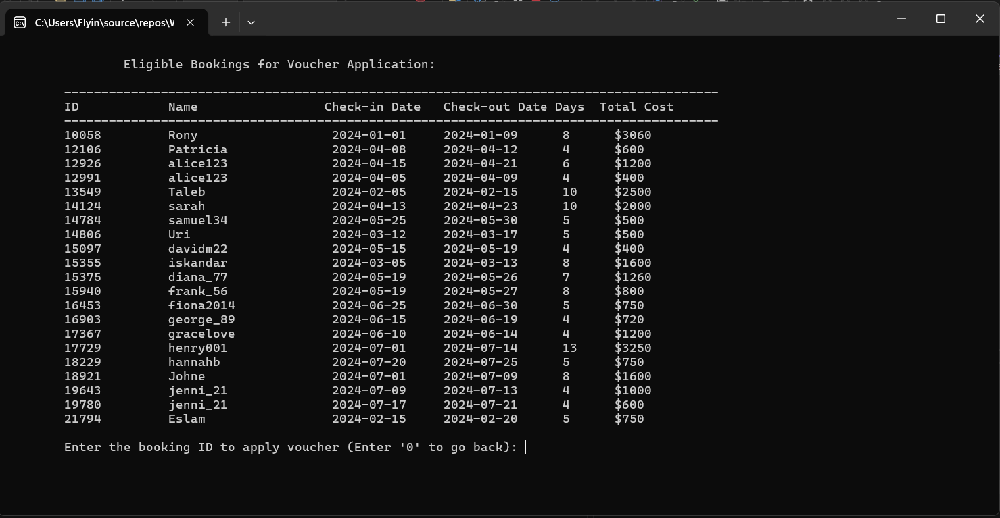 C:\Users\Flyin\source\repos\V
Eligible Bookings for Voucher Application:
----------------------------------------------------------------------------------------
ID Name Check-in Date Check-out Date Days Total Cost
----------------------------------------------------------------------------------------
10058 Rony 2024-01-01 2024-01-09 8 $3060
12106 Patricia 2024-04-08 2024-04-12 4 $600
12926 alice123 2024-04-15 2024-04-21 6 $1200
12991 alice123 2024-04-05 2024-04-09 4 $400
13549 Taleb 2024-02-05 2024-02-15 10 $2500
14124 sarah 2024-04-13 2024-04-23 10 $2000
14784 samuel34 2024-05-25 2024-05-30 5 $500
14806 Uri 2024-03-12 2024-03-17 5 $500
15097 davidm22 2024-05-15 2024-05-19 4 $400
15355 iskandar 2024-03-05 2024-03-13 8 $1600
15375 diana_77 2024-05-19 2024-05-26 7 $1260
15940 frank_56 2024-05-19 2024-05-27 8 $800
16453 fiona2014 2024-06-25 2024-06-30 5 $750
16903 george_89 2024-06-15 2024-06-19 4 $720
17367 gracelove 2024-06-10 2024-06-14 4 $1200
17729 henry001 2024-07-01 2024-07-14 13 $3250
18229 hannahb 2024-07-20 2024-07-25 5 $750
18921 Johne 2024-07-01 2024-07-09 8 $1600
19643 jenni_21 2024-07-09 2024-07-13 4 $1000
19780 jenni_21 2024-07-17 2024-07-21 4 $600
21794 Eslam 2024-02-15 2024-02-20 5 $750
Enter the booking ID to apply voucher (Enter '0' to go back):